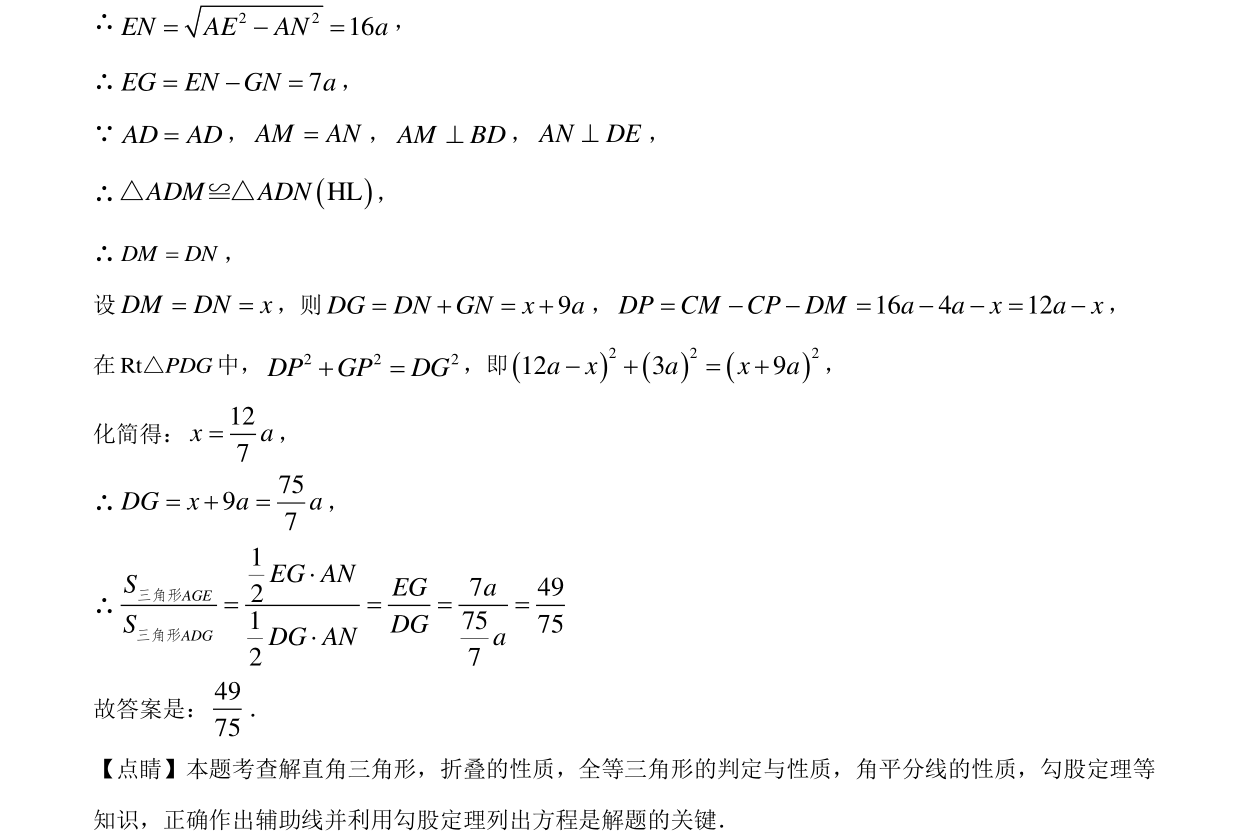 ∴ EN = √(AE² − AN²) = 16a，
∴ EG = EN − GN = 7a，
∵ AD = AD，AM = AN，AM ⊥ BD，AN ⊥ DE，
∴ △ADM≌△ADN(HL)，
∴ DM = DN，
设 DM = DN = x，则 DG = DN + GN = x + 9a，DP = CM − CP − DM = 16a − 4a − x = 12a − x，
在 Rt△PDG 中，DP² + GP² = DG²，即 (12a − x)² + (3a)² = (x + 9a)²，
化简得：x = 12/7 a，
∴ DG = x + 9a = 75/7 a，
∴ S三角形AGE / S三角形ADG = (1/2 EG · AN) / (1/2 DG · AN) = EG / DG = 7a / (75/7 a) = 49/75
故答案是：49/75．
【点睛】本题考查解直角三角形，折叠的性质，全等三角形的判定与性质，角平分线的性质，勾股定理等
知识，正确作出辅助线并利用勾股定理列出方程是解题的关键．